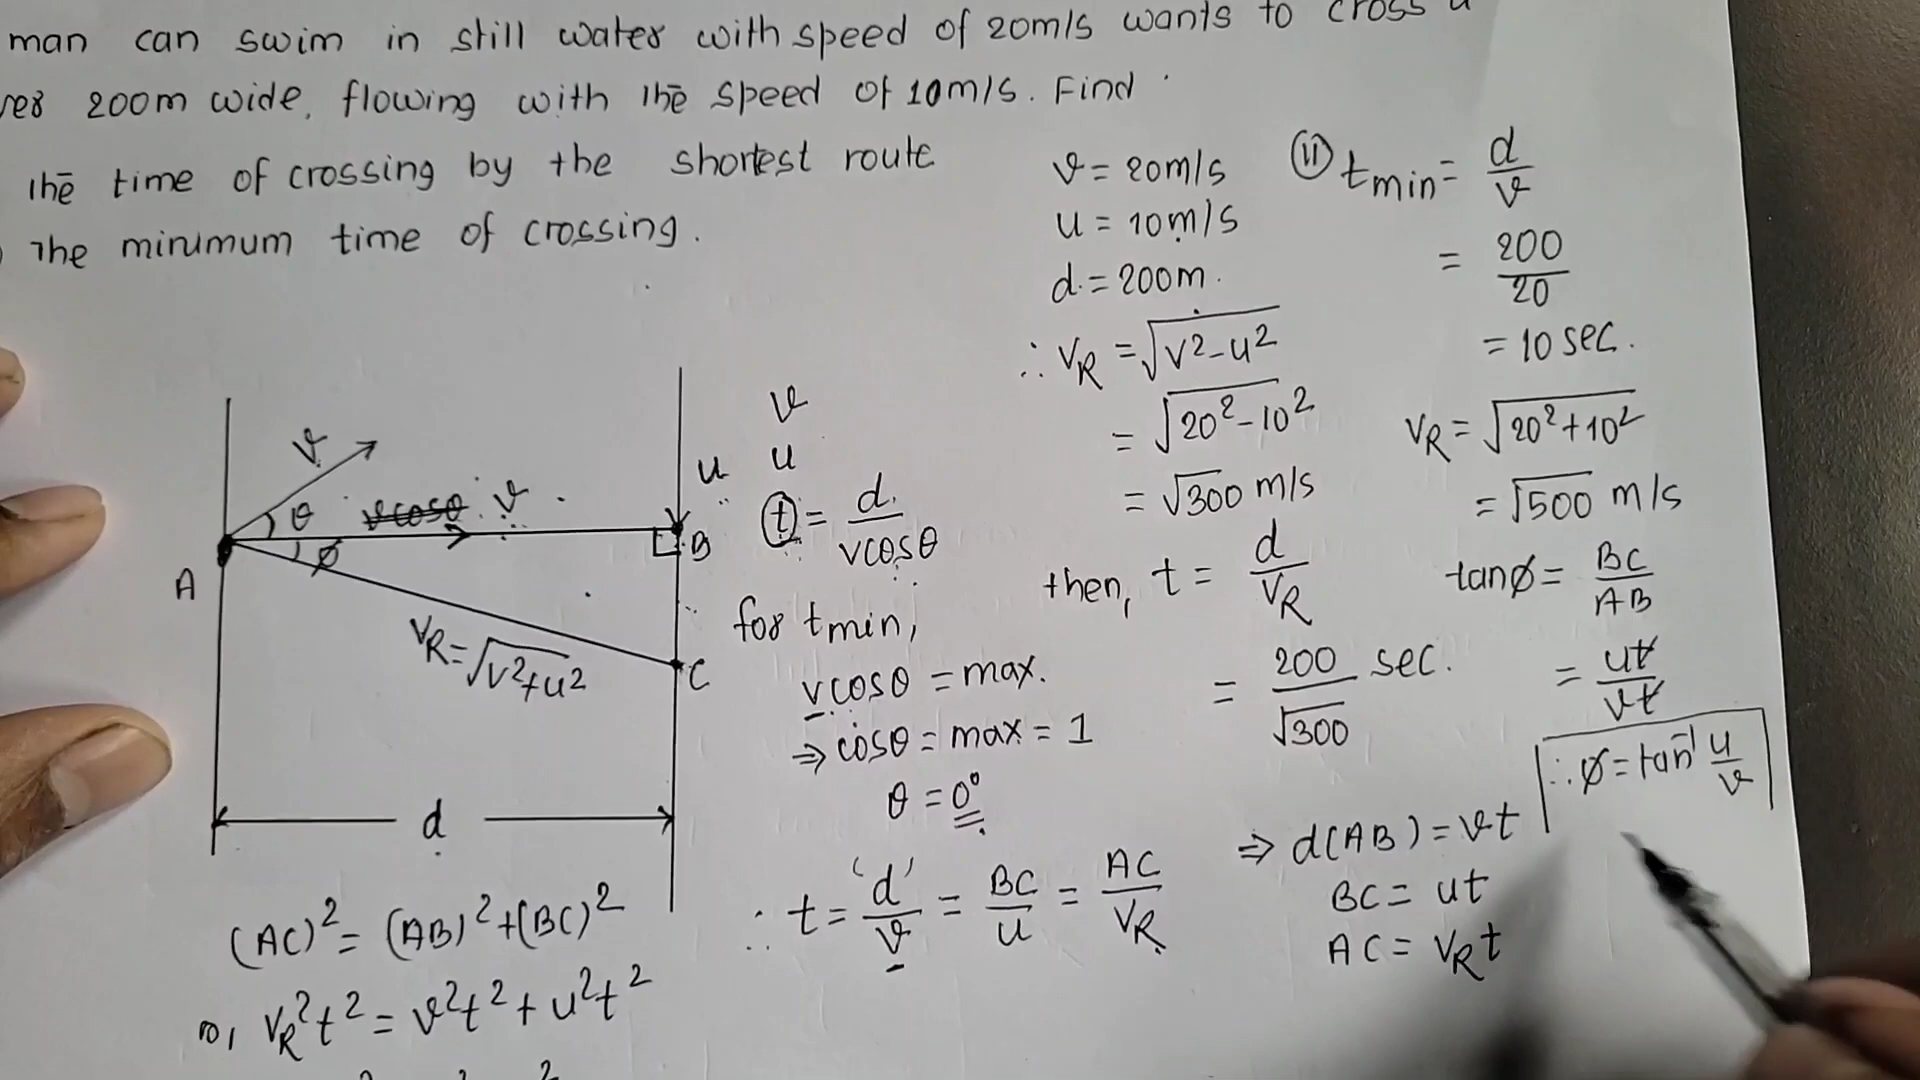 man can swim in still water with speed of 20m/s wants to cross a
ver 200m wide, flowing with the speed of 10m/s. Find
the time of crossing by the shortest route
The minimum time of crossing.
v = 20m/s
u = 10m/s
d. = 200m.
∴ VR = √v²-u²
= √20²-10²
= √300 m/s
then, t = d/VR
= 200/√300 sec.
(ii) tmin = d/v
= 200/20
= 10 sec.
VR = √20²+10²
= √500 m/s
tanø = BC/AB
= ut/vt
∴ ø = tan⁻¹ u/v
v
θ
vcosθ v
u
B
A
ø
VR = √v²+u²
C
d
v
u
t = d./vcosθ
for tmin,
vcosθ = max.
⇒ cosθ = max = 1
θ = 0°
∴ t = 'd'/v = BC/u = AC/VR
⇒ d(AB) = vt
BC = ut
AC = VRt
(AC)² = (AB)²+(BC)²
or, VR²t² = v²t² + u²t²